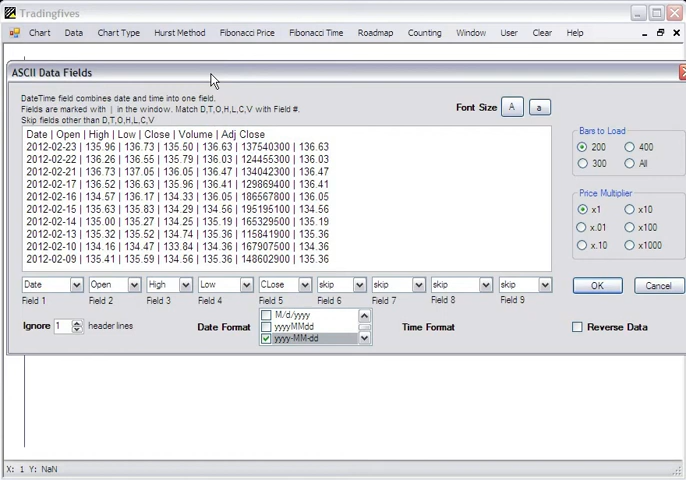 Tradingfives
Chart Data Chart Type Hurst Method Fibonacci Price Fibonacci Time Roadmap Counting Window User Clear Help
ASCII Data Fields
DateTime field combines date and time into one field.
Fields are marked with | in the window. Match D,T,O,H,L,C,V with Field #.
Skip fields other than D,T,O,H,L,C,V
Font Size A a
Date | Open | High | Low | Close | Volume | Adj Close
2012-02-23 | 135.96 | 136.73 | 135.50 | 136.63 | 137540300 | 136.63
2012-02-22 | 136.26 | 136.55 | 135.79 | 136.03 | 124455300 | 136.03
2012-02-21 | 136.73 | 137.05 | 136.05 | 136.47 | 134042300 | 136.47
2012-02-17 | 136.52 | 136.63 | 135.96 | 136.41 | 129869400 | 136.41
2012-02-16 | 134.57 | 136.17 | 134.33 | 136.05 | 186567800 | 136.05
2012-02-15 | 135.63 | 135.83 | 134.29 | 134.56 | 195195100 | 134.56
2012-02-14 | 135.00 | 135.27 | 134.25 | 135.19 | 165329500 | 135.19
2012-02-13 | 135.32 | 135.52 | 134.74 | 135.36 | 115841900 | 135.36
2012-02-10 | 134.16 | 134.47 | 133.84 | 134.36 | 167907500 | 134.36
2012-02-09 | 135.41 | 135.59 | 134.56 | 135.36 | 148602900 | 135.36
Bars to Load
200 400
300 All
Price Multiplier
x1 x10
x.01 x100
x.10 x1000
Date Open High Low CLose skip skip skip skip
Field 1 Field 2 Field 3 Field 4 Field 5 Field 6 Field 7 Field 8 Field 9
OK Cancel
Ignore 1 header lines
Date Format
M/d/yyyy
yyyyMMdd
yyyy-MM-dd
Time Format
Reverse Data
X: 1 Y: NaN